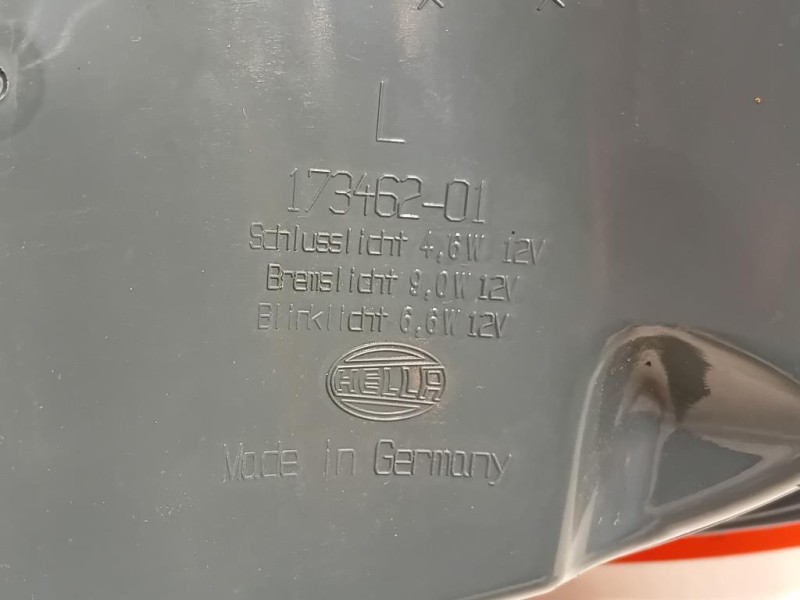 L
173462-01
Schlusslicht 4,6W 12V
Bremslicht 9,0W 12V
Blinklicht 6,6W 12V
HELLA
Made in Germany